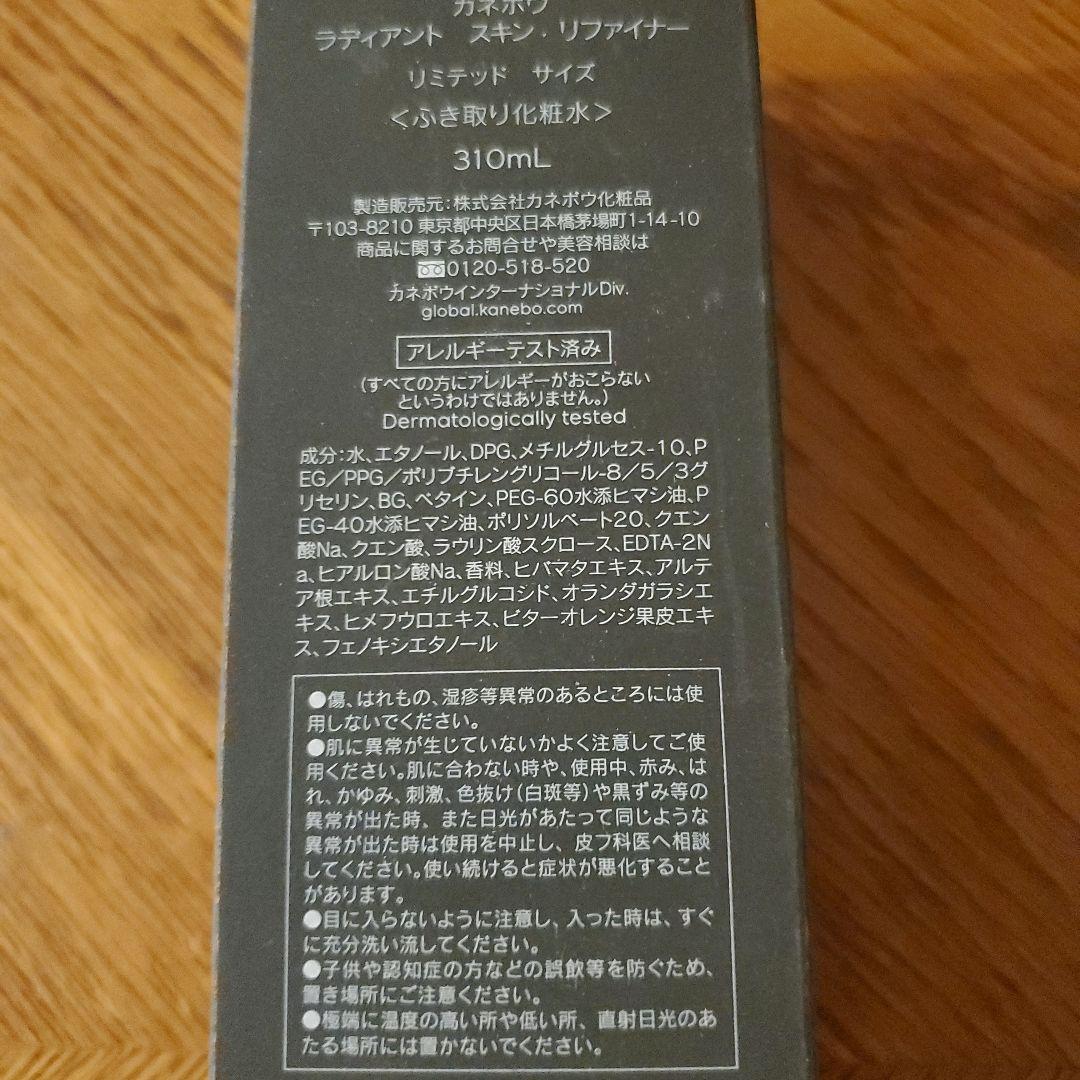 カネボウ
ラディアント スキン リファイナー
リミテッド サイズ
<ふき取り化粧水>
310mL
製造販売元:株式会社カネボウ化粧品
〒103-8210 東京都中央区日本橋茅場町1-14-10
商品に関するお問合せや美容相談は
0120-518-520
カネボウインターナショナルDiv.
global.kanebo.com
アレルギーテスト済み
(すべての方にアレルギーがおこらない
というわけではありません。)
Dermatologically tested
成分:水、エタノール、DPG、メチルグルセス-10、P
EG/PPG/ポリブチレングリコール-8/5/3グ
リセリン、BG、ベタイン、PEG-60水添ヒマシ油、P
EG-40水添ヒマシ油、ポリソルベート20、クエン
酸Na、クエン酸、ラウリン酸スクロース、EDTA-2N
a、ヒアルロン酸Na、香料、ヒバマタエキス、アルテ
ア根エキス、エチルグルコシド、オランダガラシエ
キス、ヒメフウロエキス、ビターオレンジ果皮エキ
ス、フェノキシエタノール
●傷、はれもの、湿疹等異常のあるところには使
用しないでください。
●肌に異常が生じていないかよく注意してご使
用ください。肌に合わない時や、使用中、赤み、は
れ、かゆみ、刺激、色抜け(白斑等)や黒ずみ等の
異常が出た時、また日光があたって同じような
異常が出た時は使用を中止し、皮フ科医へ相談
してください。使い続けると症状が悪化すること
があります。
●目に入らないように注意し、入った時は、すぐ
に充分洗い流してください。
●子供や認知症の方などの誤飲等を防ぐため、
置き場所にご注意ください。
●極端に温度の高い所や低い所、直射日光のあ
たる場所には置かないでください。